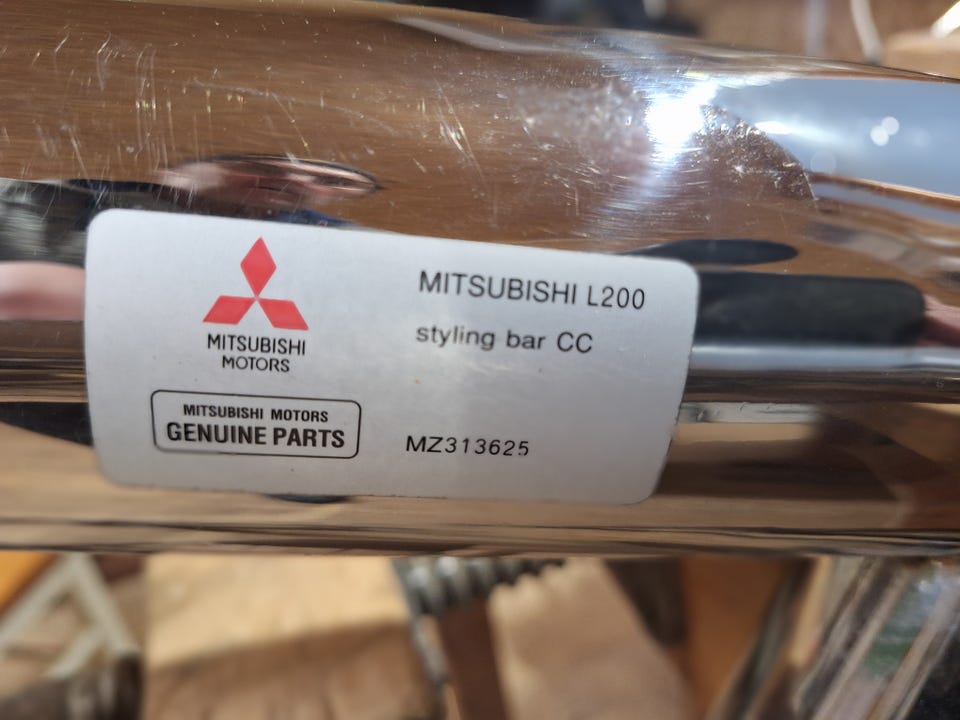 MITSUBISHI
MOTORS
MITSUBISHI MOTORS
GENUINE PARTS
MITSUBISHI L200
styling bar CC
MZ313625